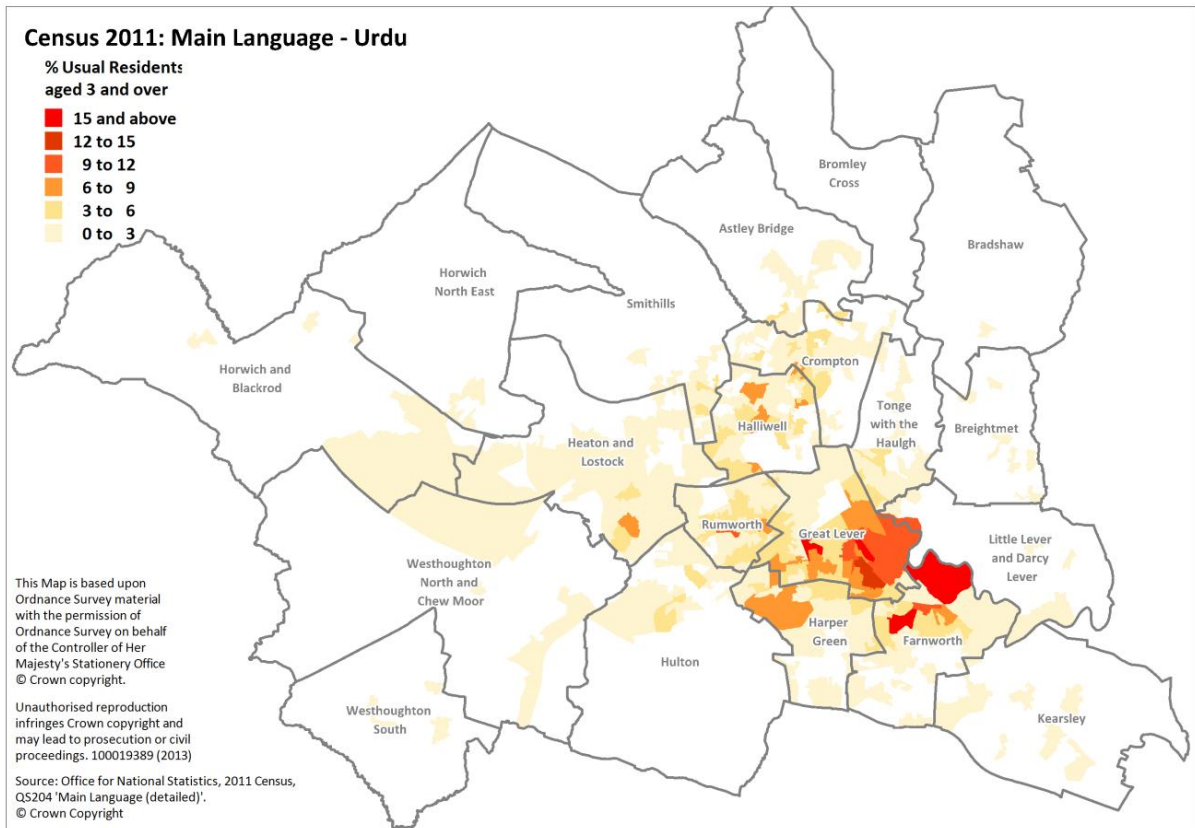 Census 2011: Main Language - Urdu
% Usual Residents
aged 3 and over
15 and above
12 to 15
9 to 12
6 to 9
3 to 6
0 to 3
Bromley
Cross
Astley Bridge
Bradshaw
Horwich
North East
Smithills
Horwich and
Blackrod
Crompton
Tonge
with the
Haulgh
Halliwell
Breightmet
Heaton and
Lostock
Rumworth
Great Lever
Little Lever
and Darcy
Lever
Westhoughton
North and
Chew Moor
Harper
Green
Farnworth
Hulton
Westhoughton
South
Kearsley
This Map is based upon
Ordnance Survey material
with the permission of
Ordnance Survey on behalf
of the Controller of Her
Majesty's Stationery Office
© Crown copyright.
Unauthorised reproduction
infringes Crown copyright and
may lead to prosecution or civil
proceedings. 100019389 (2013)
Source: Office for National Statistics, 2011 Census,
QS204 'Main Language (detailed)'.
© Crown Copyright